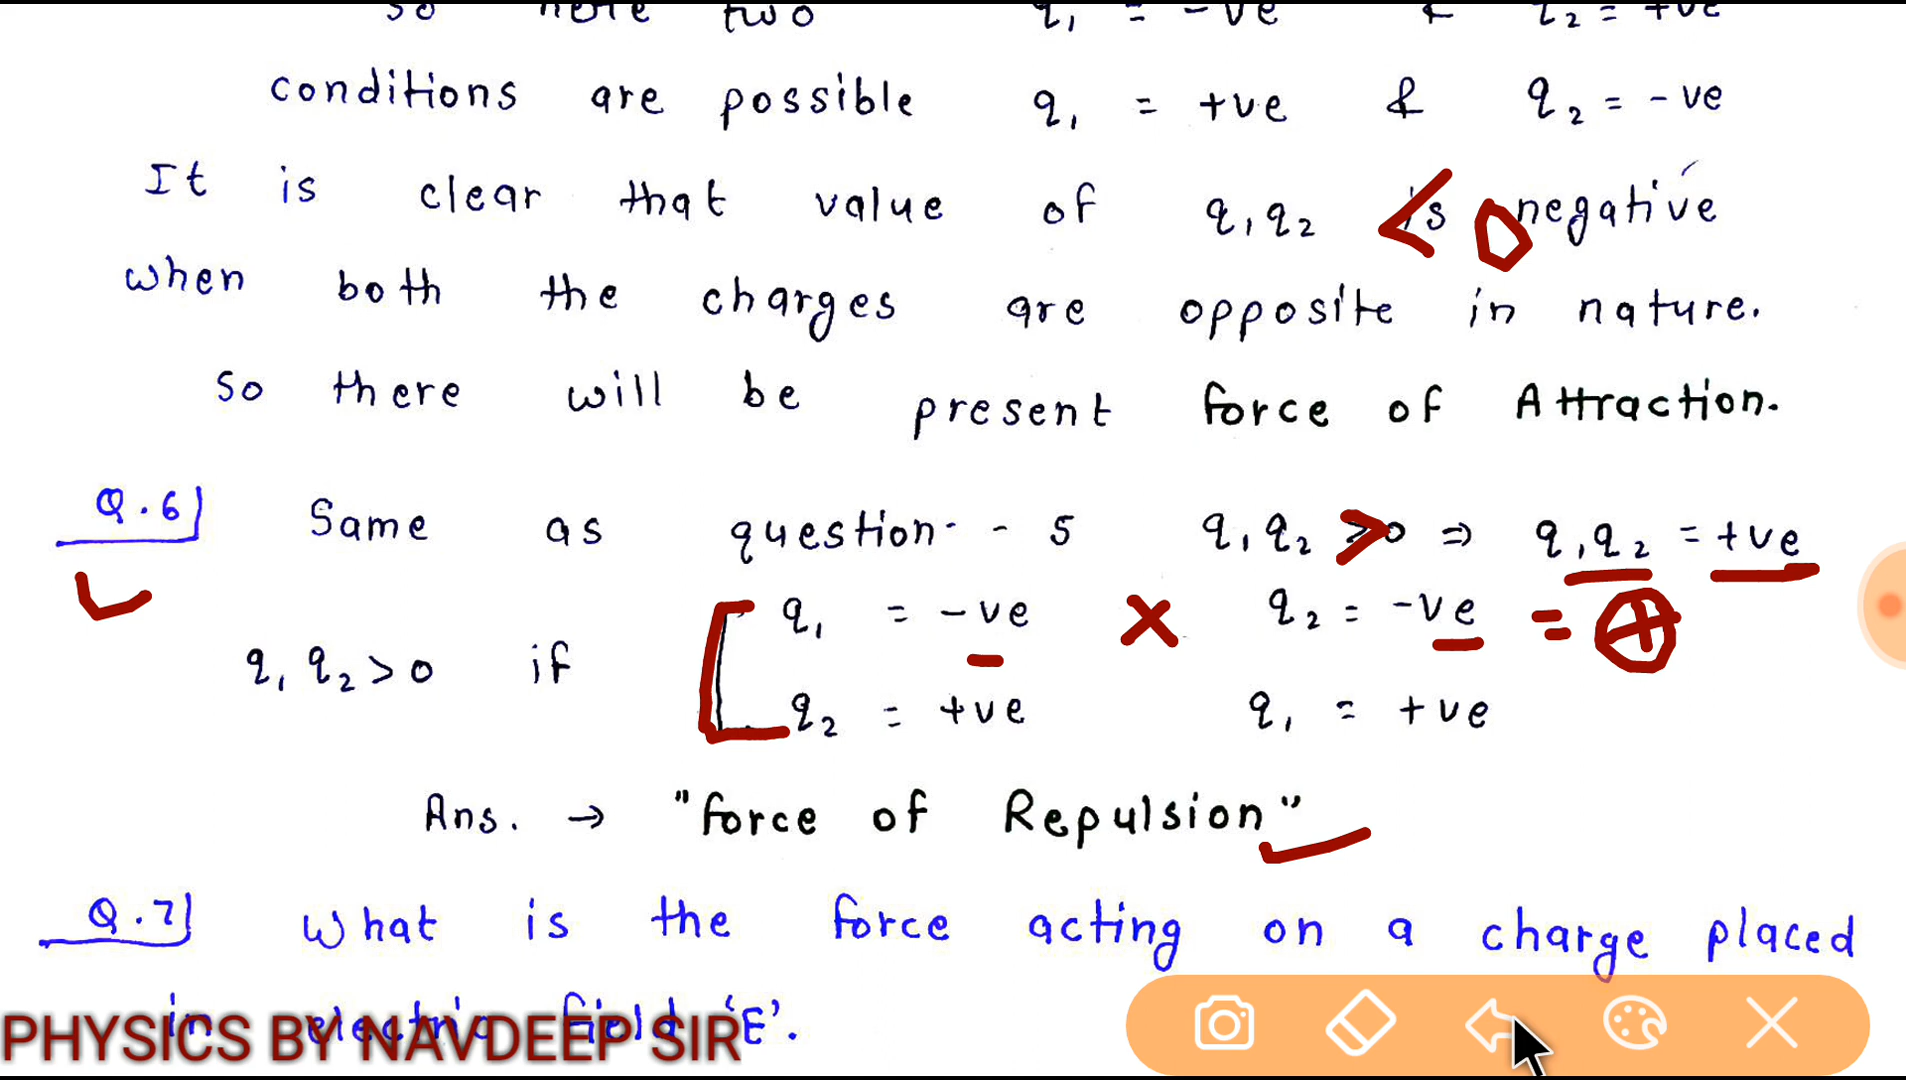 so here two q₁ = -ve & q₂ = +ve
conditions are possible q₁ = +ve & q₂ = -ve
It is clear that value of q₁q₂ is negative
< 0
when both the charges are opposite in nature.
So there will be present force of Attraction.
Q.6] Same as question - 5 q₁q₂ >0 ⇒ q₁q₂ = +ve
q₁ = -ve × q₂ = -ve = +
q₁q₂>0 if
q₂ = +ve q₁ = +ve
Ans. → "force of Repulsion"
Q.7] What is the force acting on a charge placed
in electric field 'E'.
PHYSICS BY NAVDEEP SIR